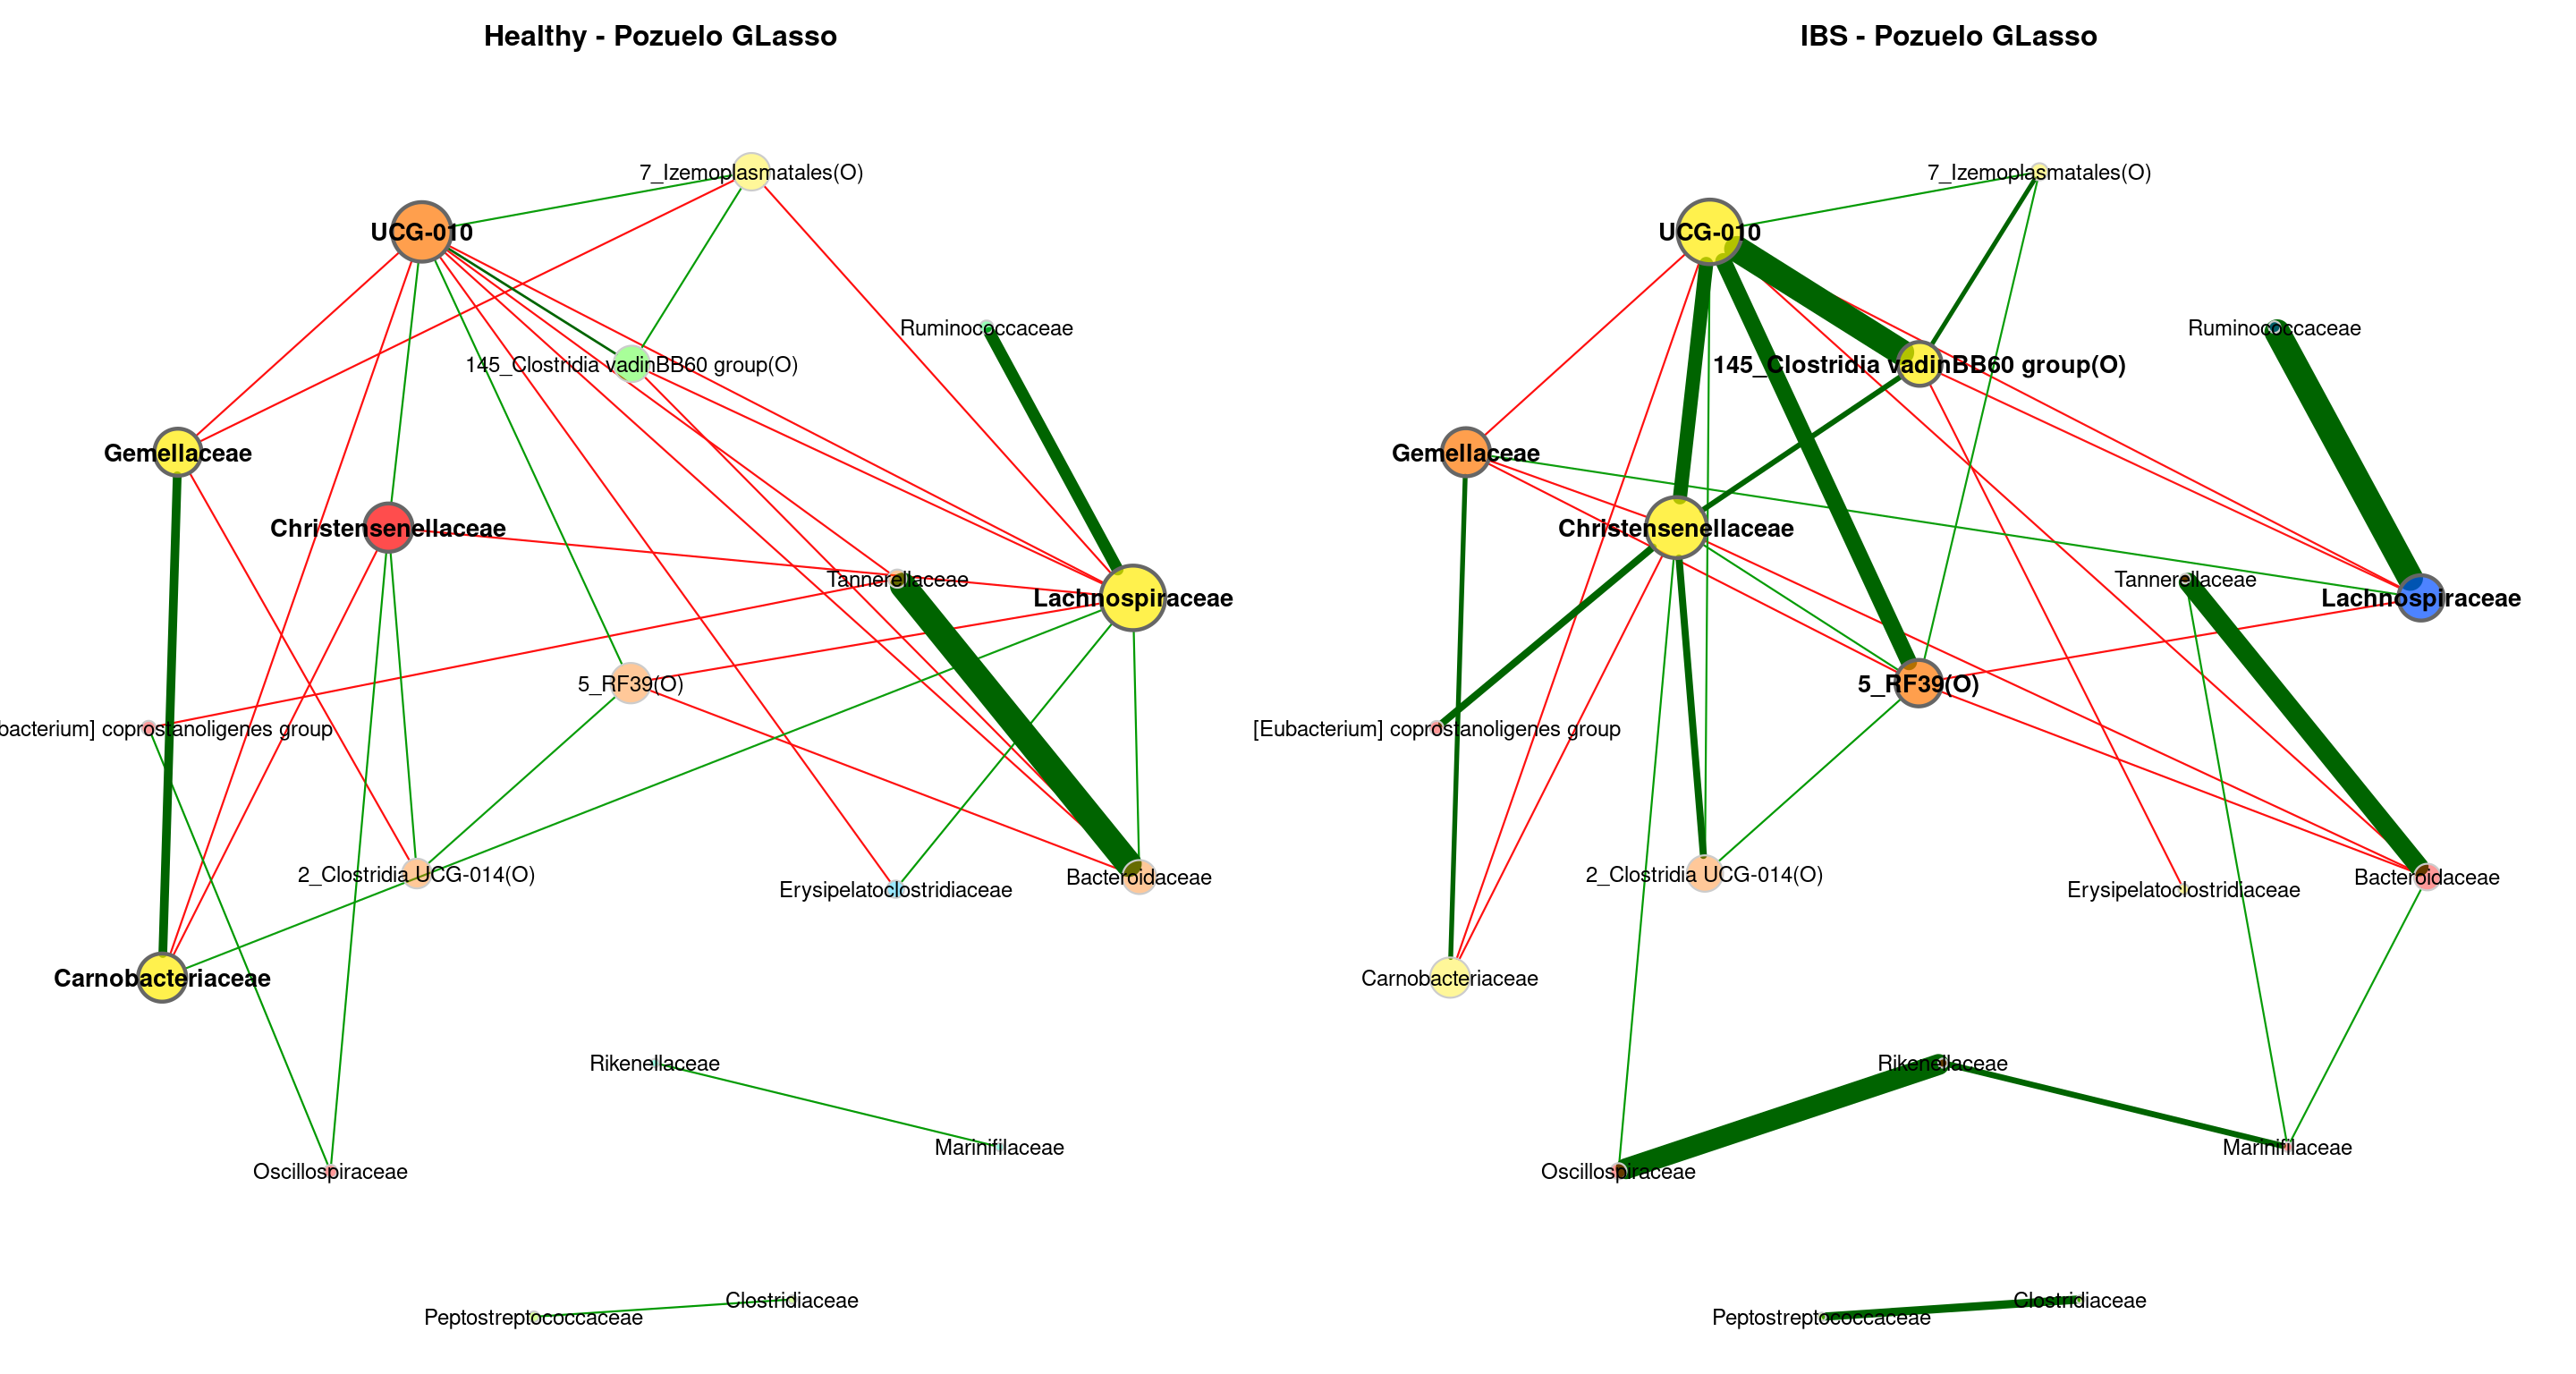 Healthy - Pozuelo GLasso
7_Izemoplasmatales(O)
UCG-010
Ruminococcaceae
145_Clostridia vadinBB60 group(O)
Gemellaceae
Christensenellaceae
Tannerellaceae
Lachnospiraceae
5_RF39(O)
bacterium] coprostanoligenes group
2_Clostridia UCG-014(O)
Erysipelatoclostridiaceae
Bacteroidaceae
Carnobacteriaceae
Rikenellaceae
Marinifilaceae
Oscillospiraceae
Clostridiaceae
Peptostreptococcaceae
IBS - Pozuelo GLasso
7_Izemoplasmatales(O)
UCG-010
Ruminococcaceae
145_Clostridia vadinBB60 group(O)
Gemellaceae
Christensenellaceae
Tannerellaceae
Lachnospiraceae
5_RF39(O)
[Eubacterium] coprostanoligenes group
2_Clostridia UCG-014(O)
Erysipelatoclostridiaceae
Bacteroidaceae
Carnobacteriaceae
Rikenellaceae
Marinifilaceae
Oscillospiraceae
Clostridiaceae
Peptostreptococcaceae